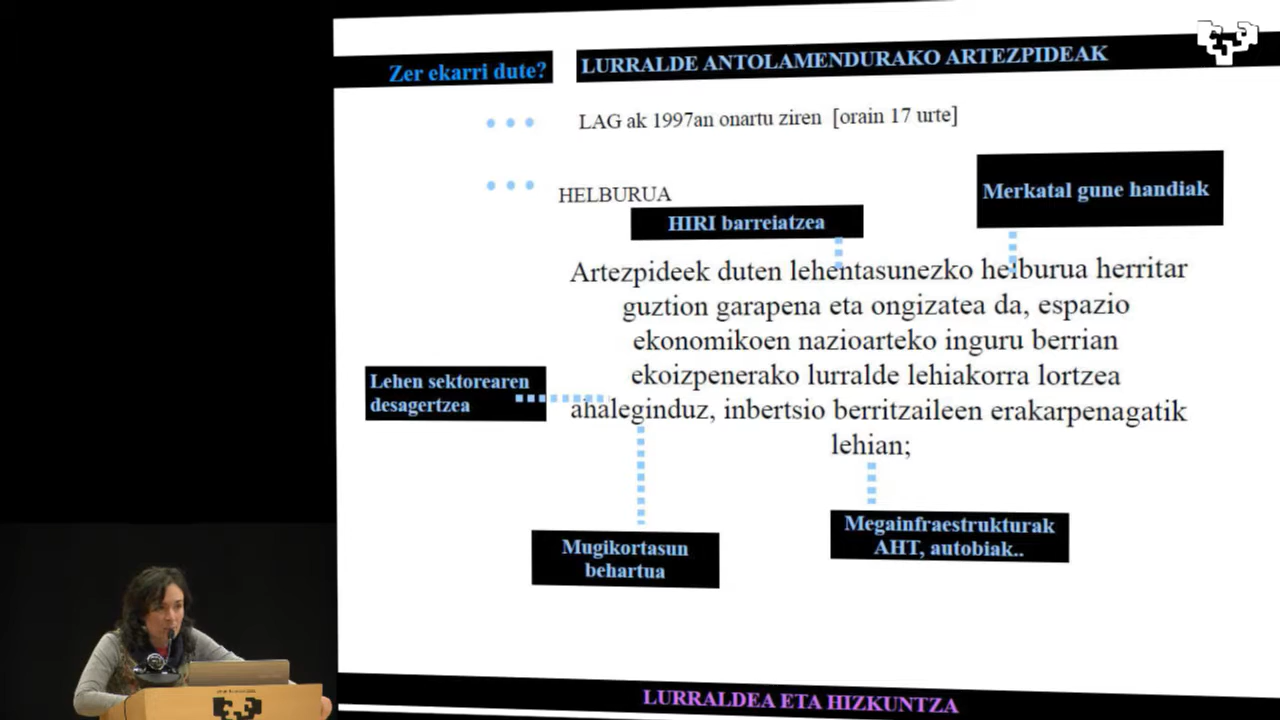 Zer ekarri dute?
LURRALDE ANTOLAMENDURAKO ARTEZPIDEAK
LAG ak 1997an onartu ziren [orain 17 urte]
HELBURUA
HIRI barreiatzea
Merkatal gune handiak
Artezpideek duten lehentasunezko helburua herritar
guztion garapena eta ongizatea da, espazio
ekonomikoen nazioarteko inguru berrian
ekoizpenerako lurralde lehiakorra lortzea
ahaleginduz, inbertsio berritzaileen erakarpenagatik
lehian;
Lehen sektorearen
desagertzea
Mugikortasun
behartua
Megainfraestrukturak
AHT, autobiak..
LURRALDEA ETA HIZKUNTZA